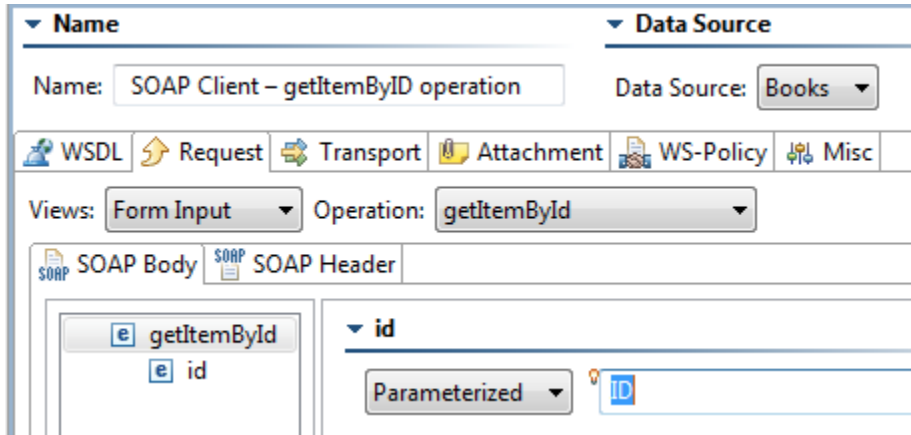 Name
Data Source
Name: SOAP Client – getItemByID operation
Data Source: Books
WSDL Request Transport Attachment WS-Policy Misc
Views: Form Input Operation: getItemById
SOAP SOAP Body SOAP SOAP Header
e getItemById
id
e id
Parameterized ID